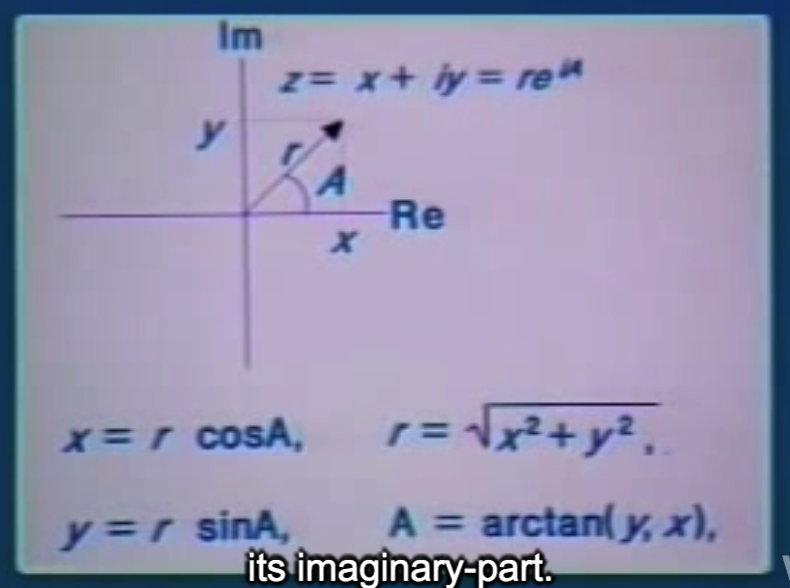 Im
z = x + iy = re^{iA}
y
r
A
Re
x
x = r cosA,
r = √x² + y²,
y = r sinA,
A = arctan(y, x),
its imaginary-part.